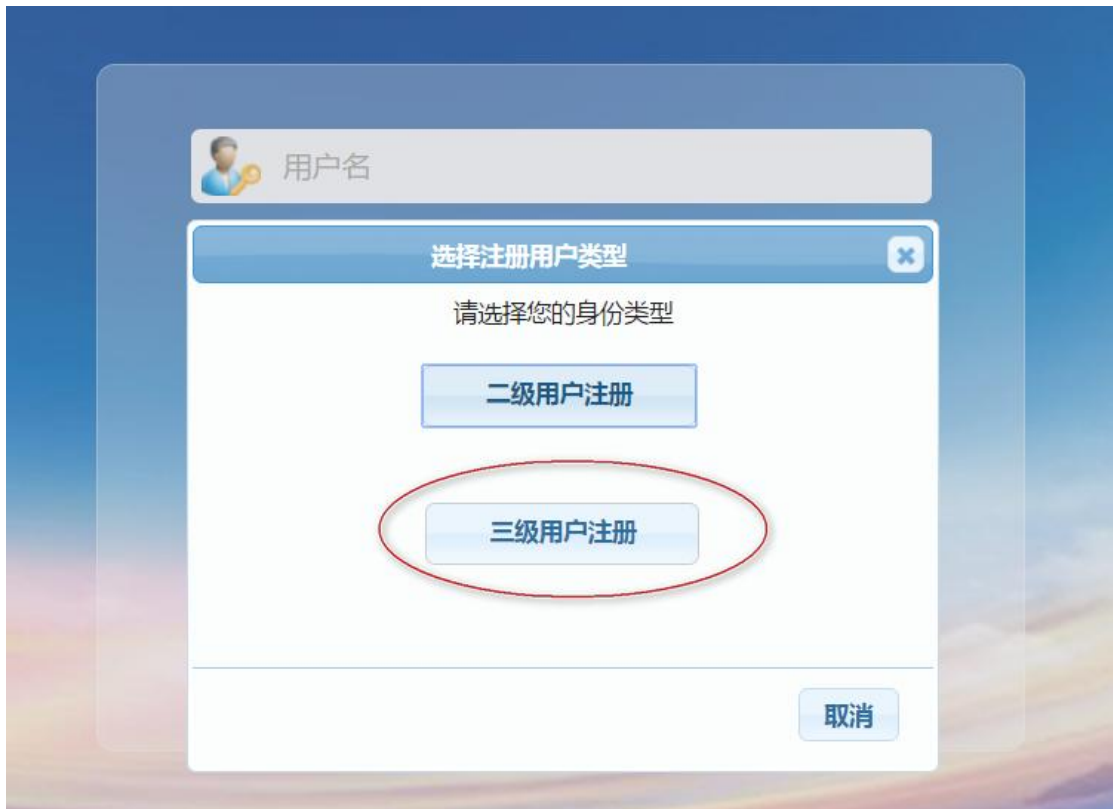 用户名
选择注册用户类型
请选择您的身份类型
二级用户注册
三级用户注册
取消